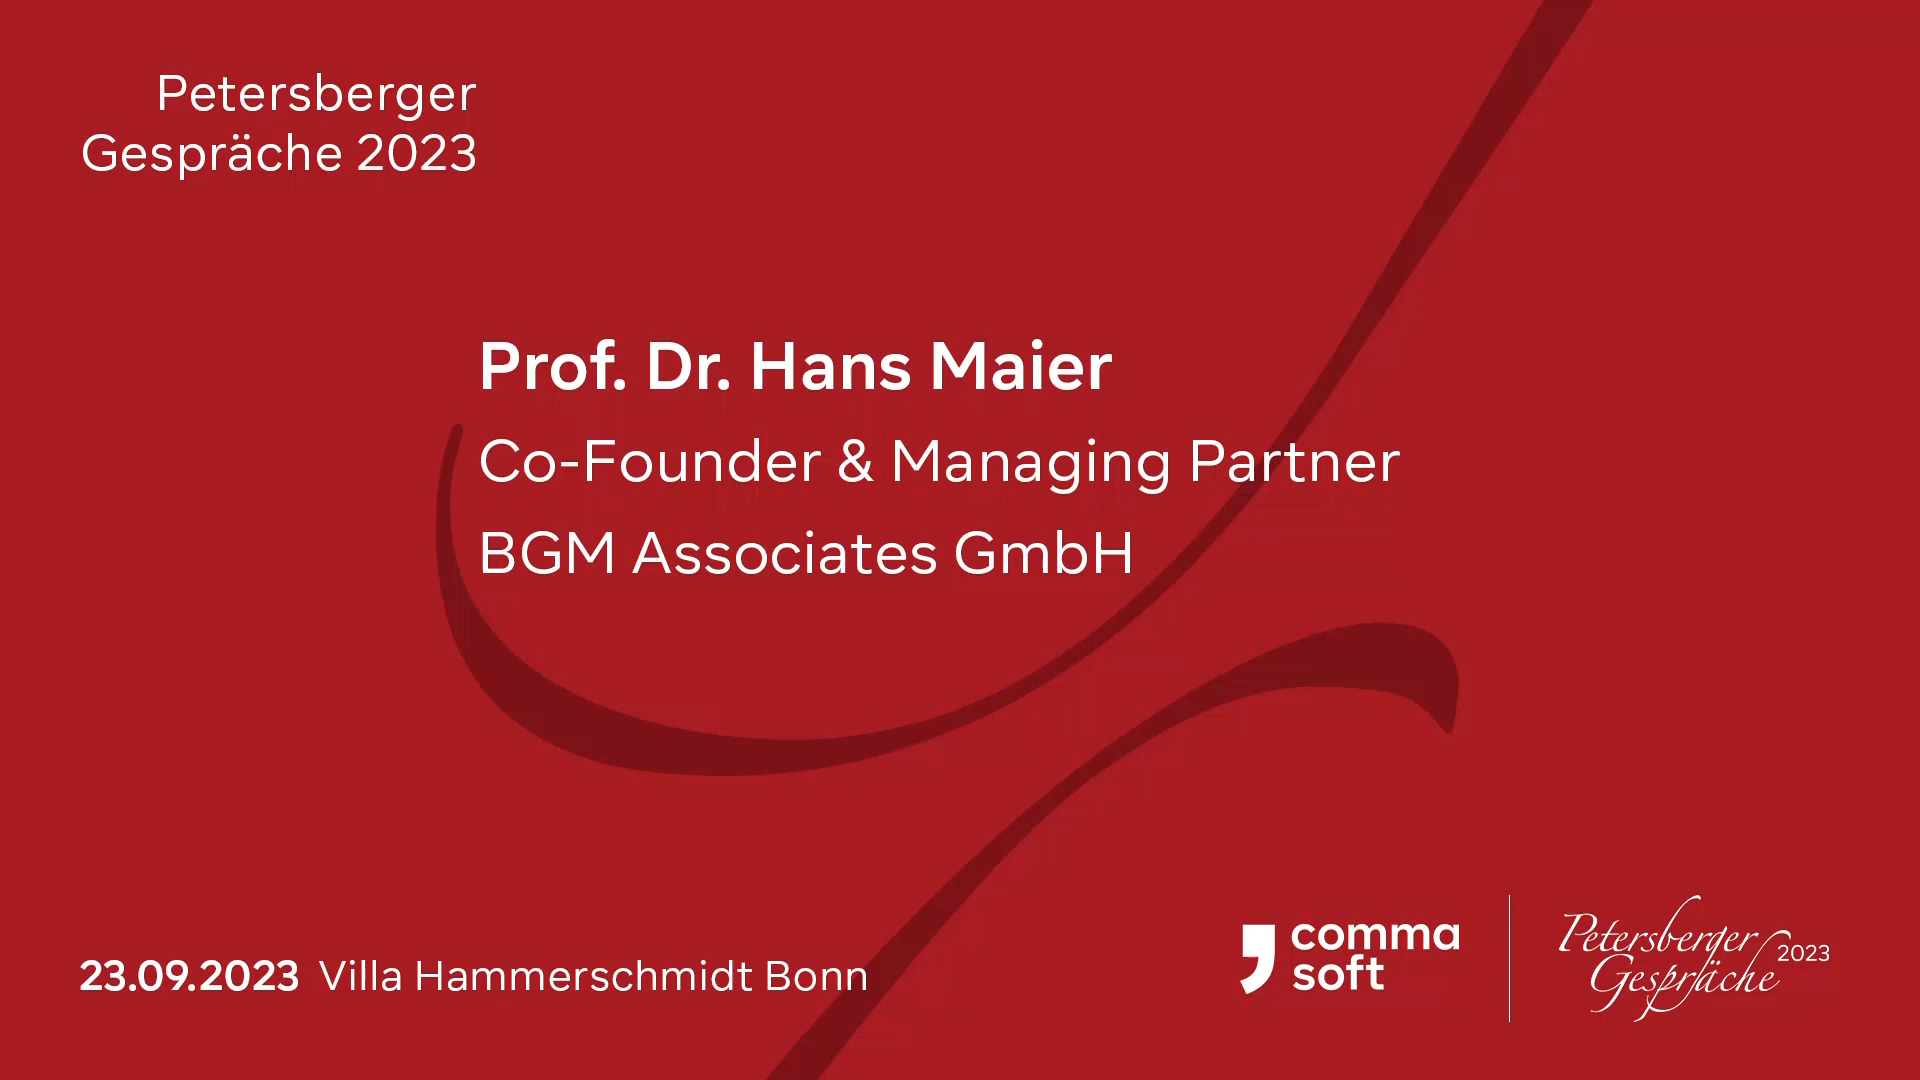 Petersberger
Gespräche 2023
Prof. Dr. Hans Maier
Co-Founder & Managing Partner
BGM Associates GmbH
23.09.2023 Villa Hammerschmidt Bonn
comma
soft
Petersberger
Gespräche 2023